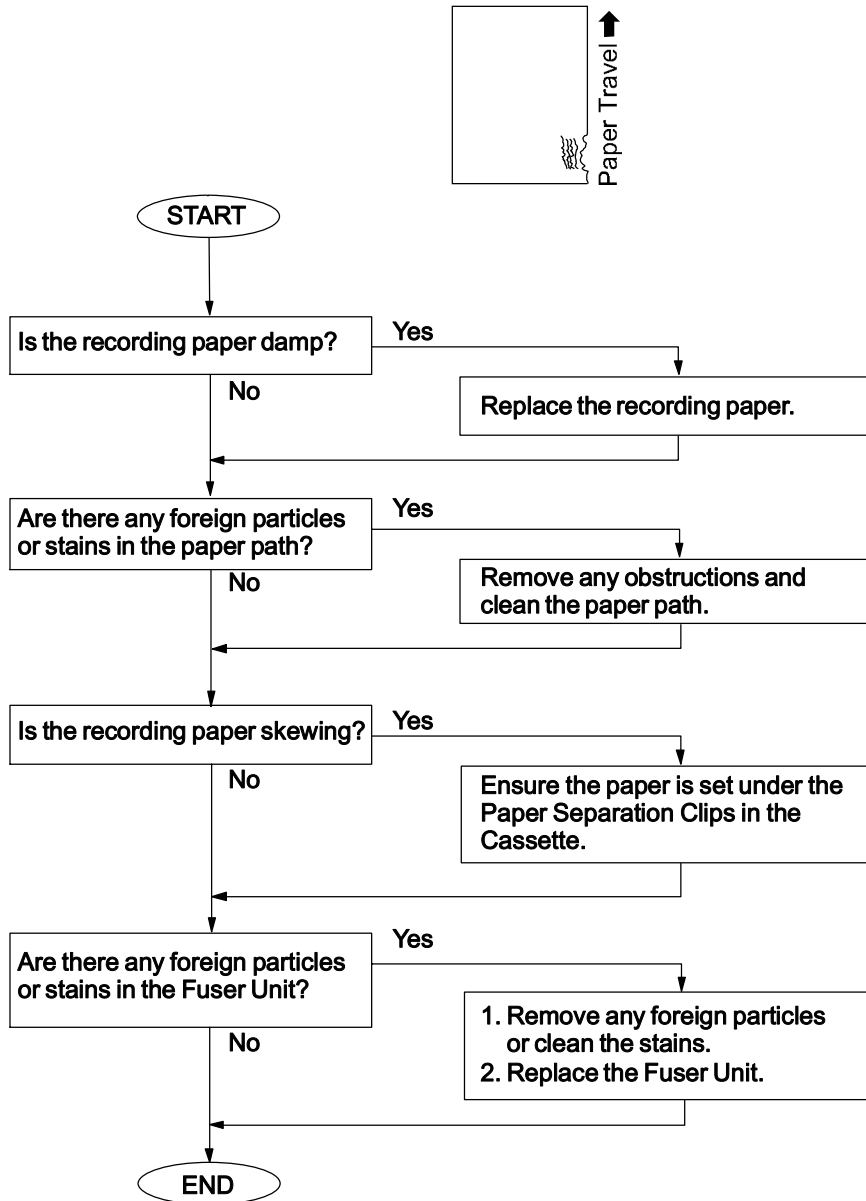 Paper Travel
START
Is the recording paper damp?
Yes
No
Replace the recording paper.
Are there any foreign particles
or stains in the paper path?
Yes
No
Remove any obstructions and
clean the paper path.
Is the recording paper skewing?
Yes
No
Ensure the paper is set under the
Paper Separation Clips in the
Cassette.
Are there any foreign particles
or stains in the Fuser Unit?
Yes
No
1. Remove any foreign particles
or clean the stains.
2. Replace the Fuser Unit.
END